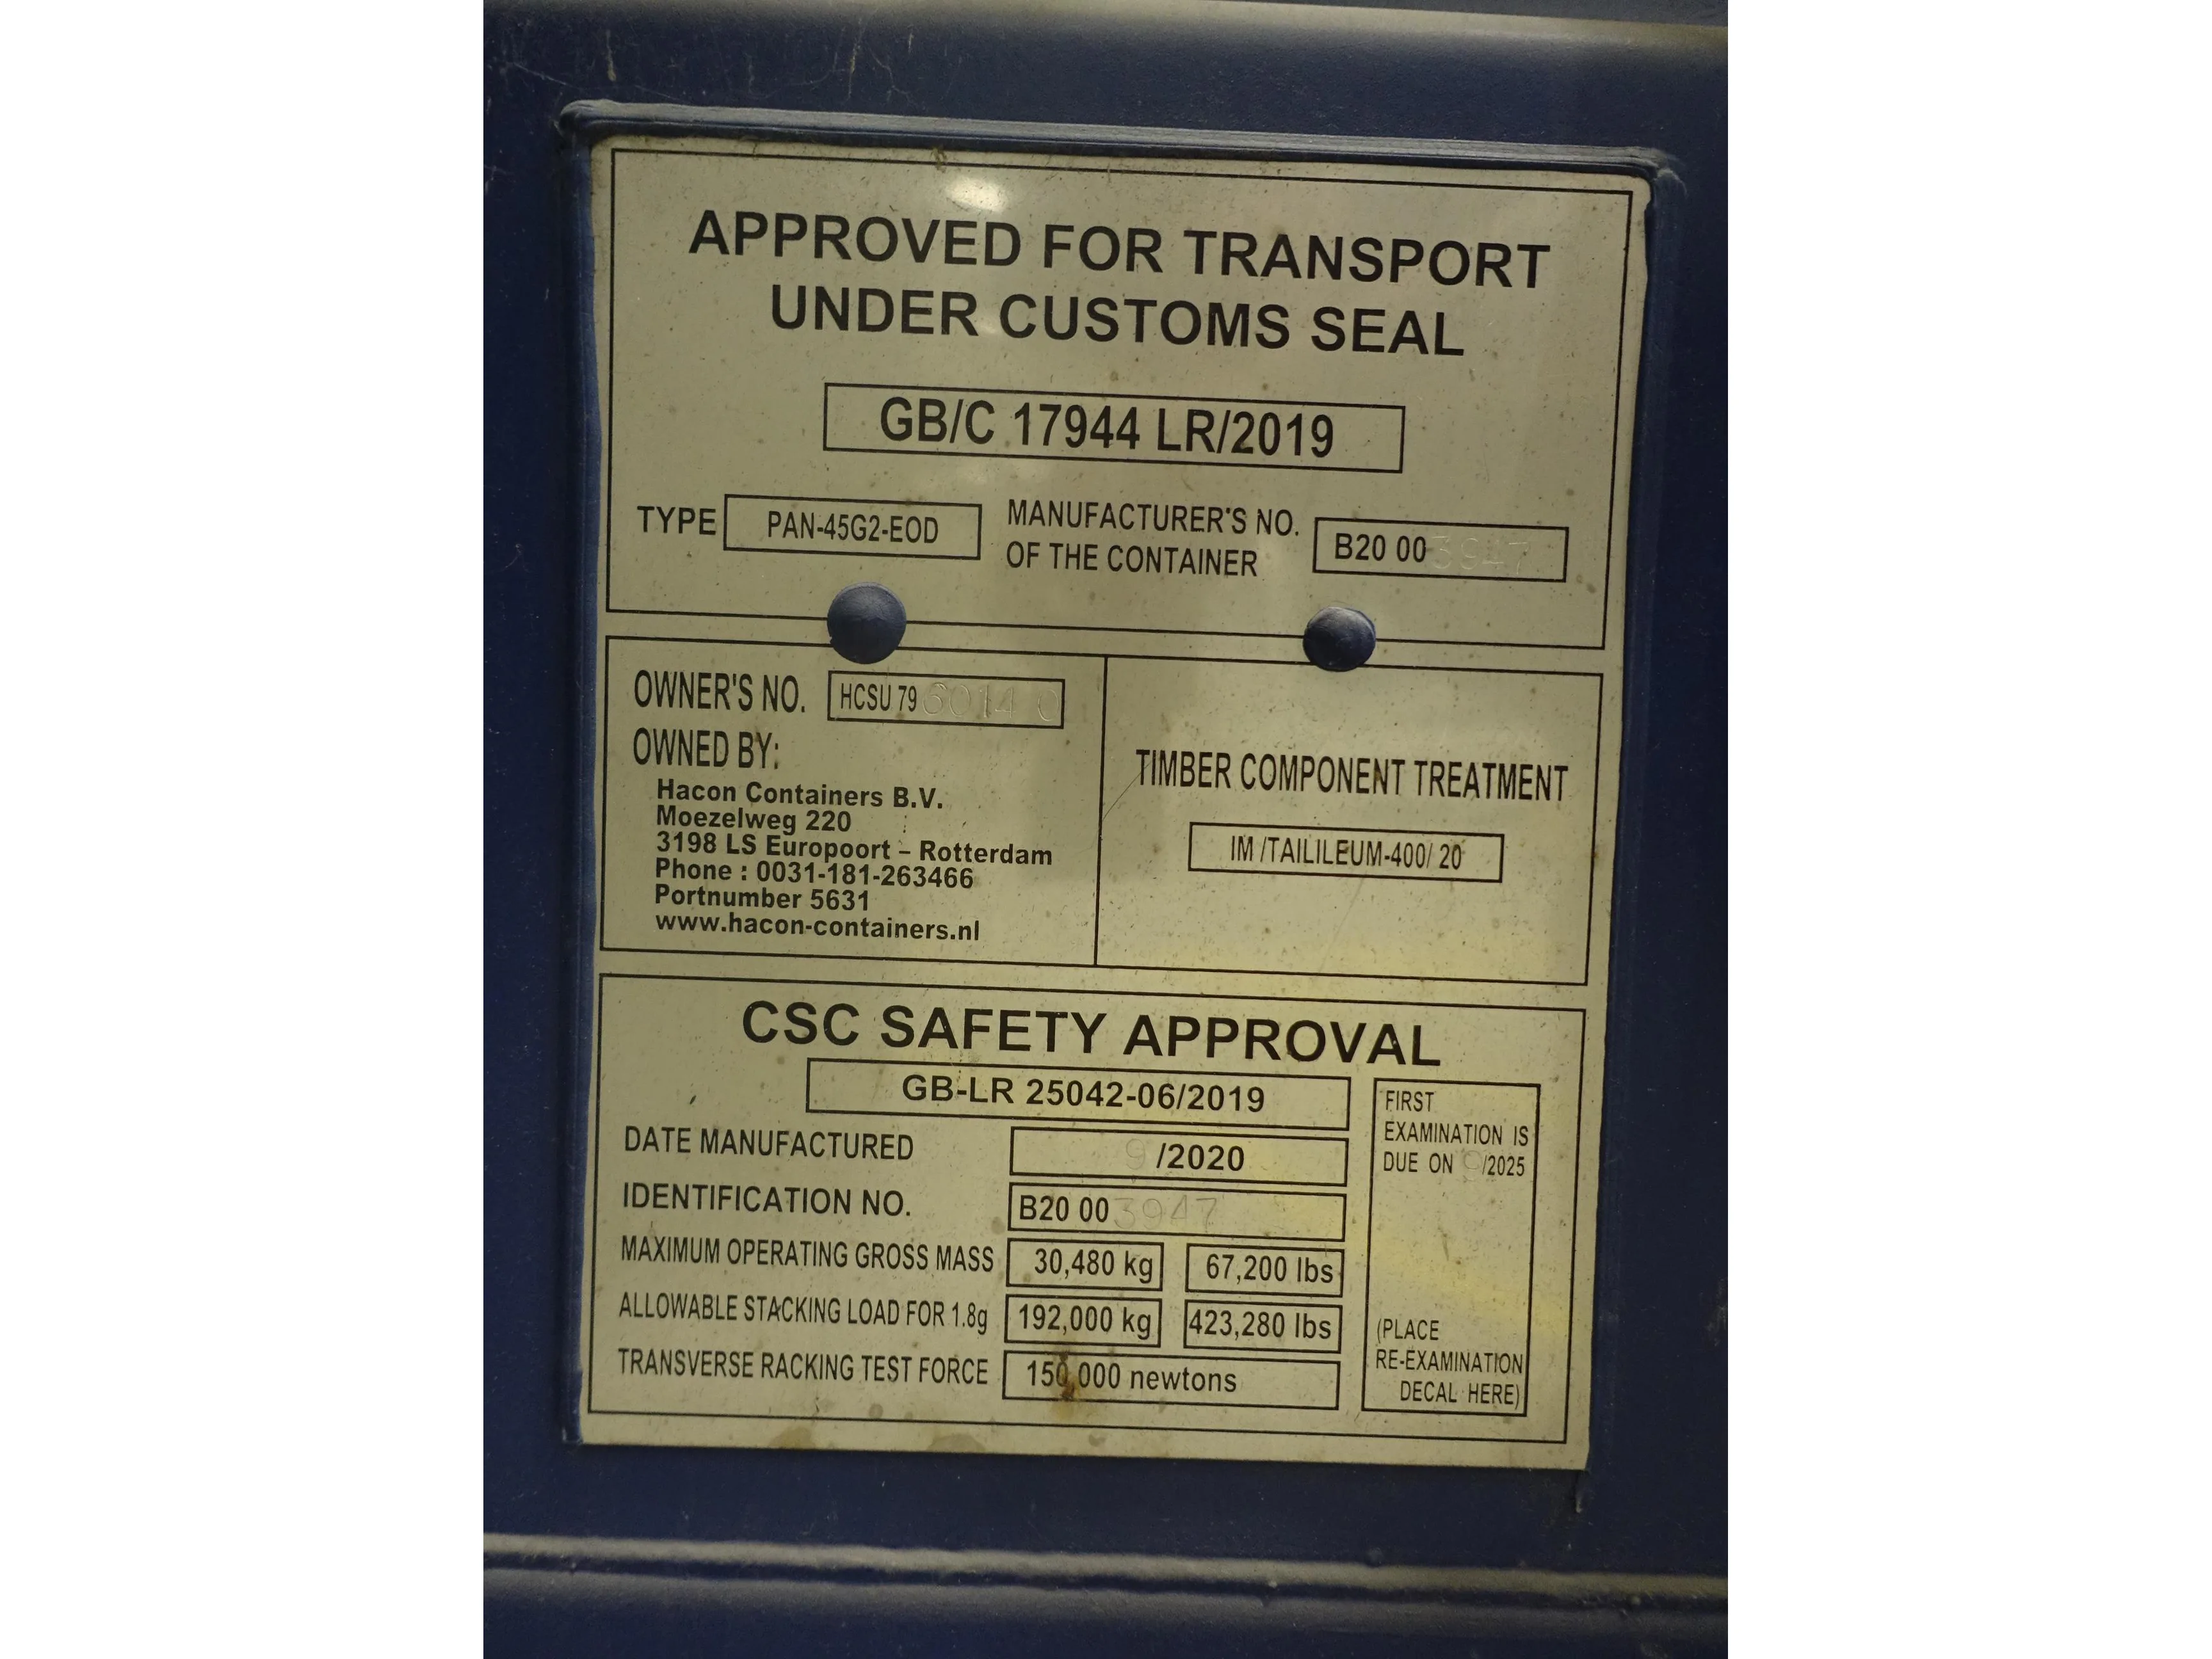 APPROVED FOR TRANSPORT
UNDER CUSTOMS SEAL
GB/C 17944 LR/2019
TYPE PAN-45G2-EOD
MANUFACTURER'S NO.
OF THE CONTAINER
B20 003947
OWNER'S NO. HCSU 79
OWNED BY:
Hacon Containers B.V.
Moezelweg 220
3198 LS Europoort – Rotterdam
Phone : 0031-181-263466
Portnumber 5631
www.hacon-containers.nl
TIMBER COMPONENT TREATMENT
IM /TAILILEUM-400/ 20
CSC SAFETY APPROVAL
GB-LR 25042-06/2019
DATE MANUFACTURED 9/2020
IDENTIFICATION NO. B20 003947
MAXIMUM OPERATING GROSS MASS 30,480 kg 67,200 lbs
ALLOWABLE STACKING LOAD FOR 1.8g 192,000 kg 423,280 lbs
TRANSVERSE RACKING TEST FORCE 150,000 newtons
FIRST
EXAMINATION IS
DUE ON 9/2025
(PLACE
RE-EXAMINATION
DECAL HERE)